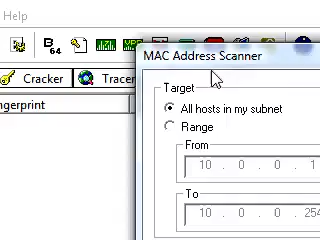 Help
B
64
MAC Address Scanner
Cracker
Tracer
ngerprint
Target
All hosts in my subnet
Range
From
10 . 0 . 0 . 1
To
10 . 0 . 0 . 254